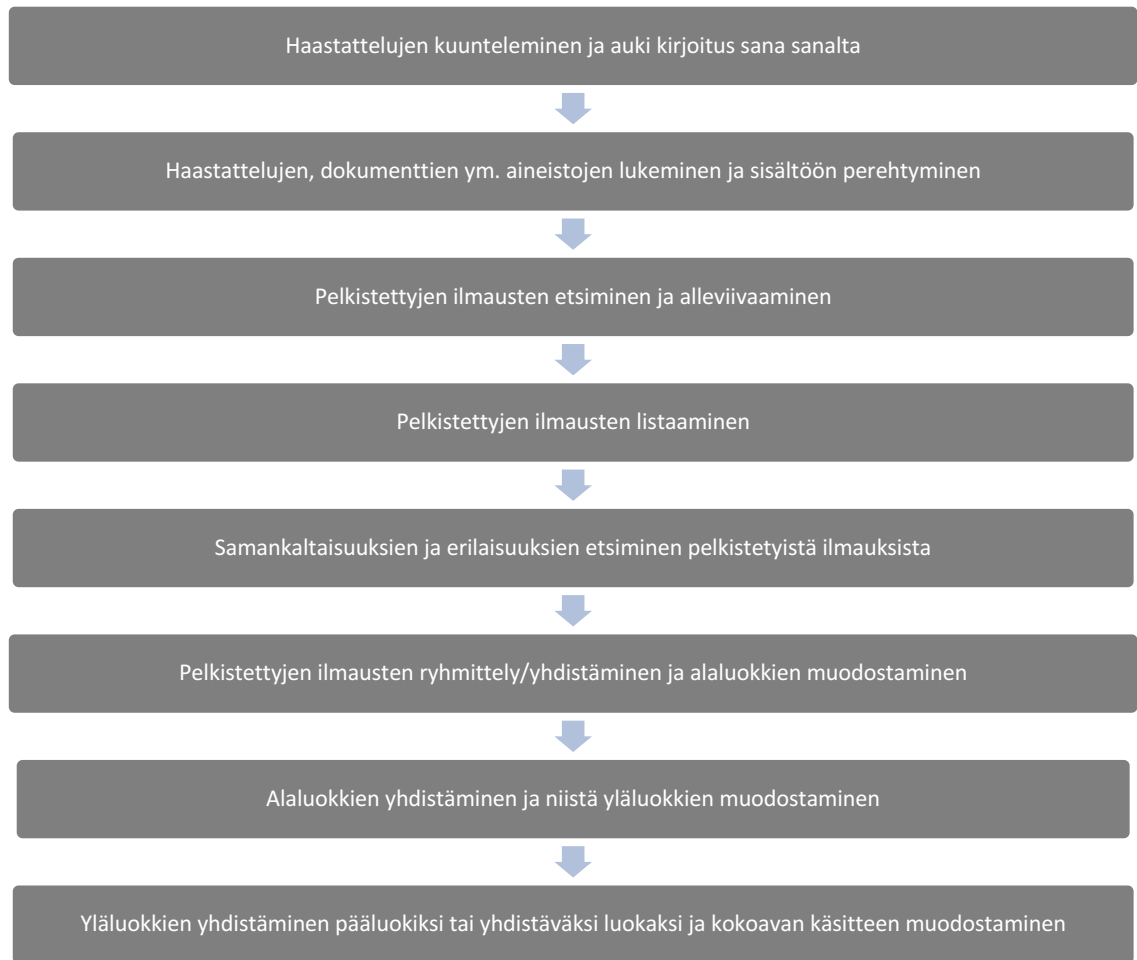 Haastattelujen kuunteleminen ja auki kirjoitus sana sanalta
Haastattelujen, dokumenttien ym. aineistojen lukeminen ja sisältöön perehtyminen
Pelkistettyjen ilmausten etsiminen ja alleviivaaminen
Pelkistettyjen ilmausten listaaminen
Samankaltaisuuksien ja erilaisuuksien etsiminen pelkistetyistä ilmauksista
Pelkistettyjen ilmausten ryhmittely/yhdistäminen ja alaluokkien muodostaminen
Alaluokkien yhdistäminen ja niistä yläluokkien muodostaminen
Yläluokkien yhdistäminen pääluokiksi tai yhdistäväksi luokaksi ja kokoavan käsitteen muodostaminen